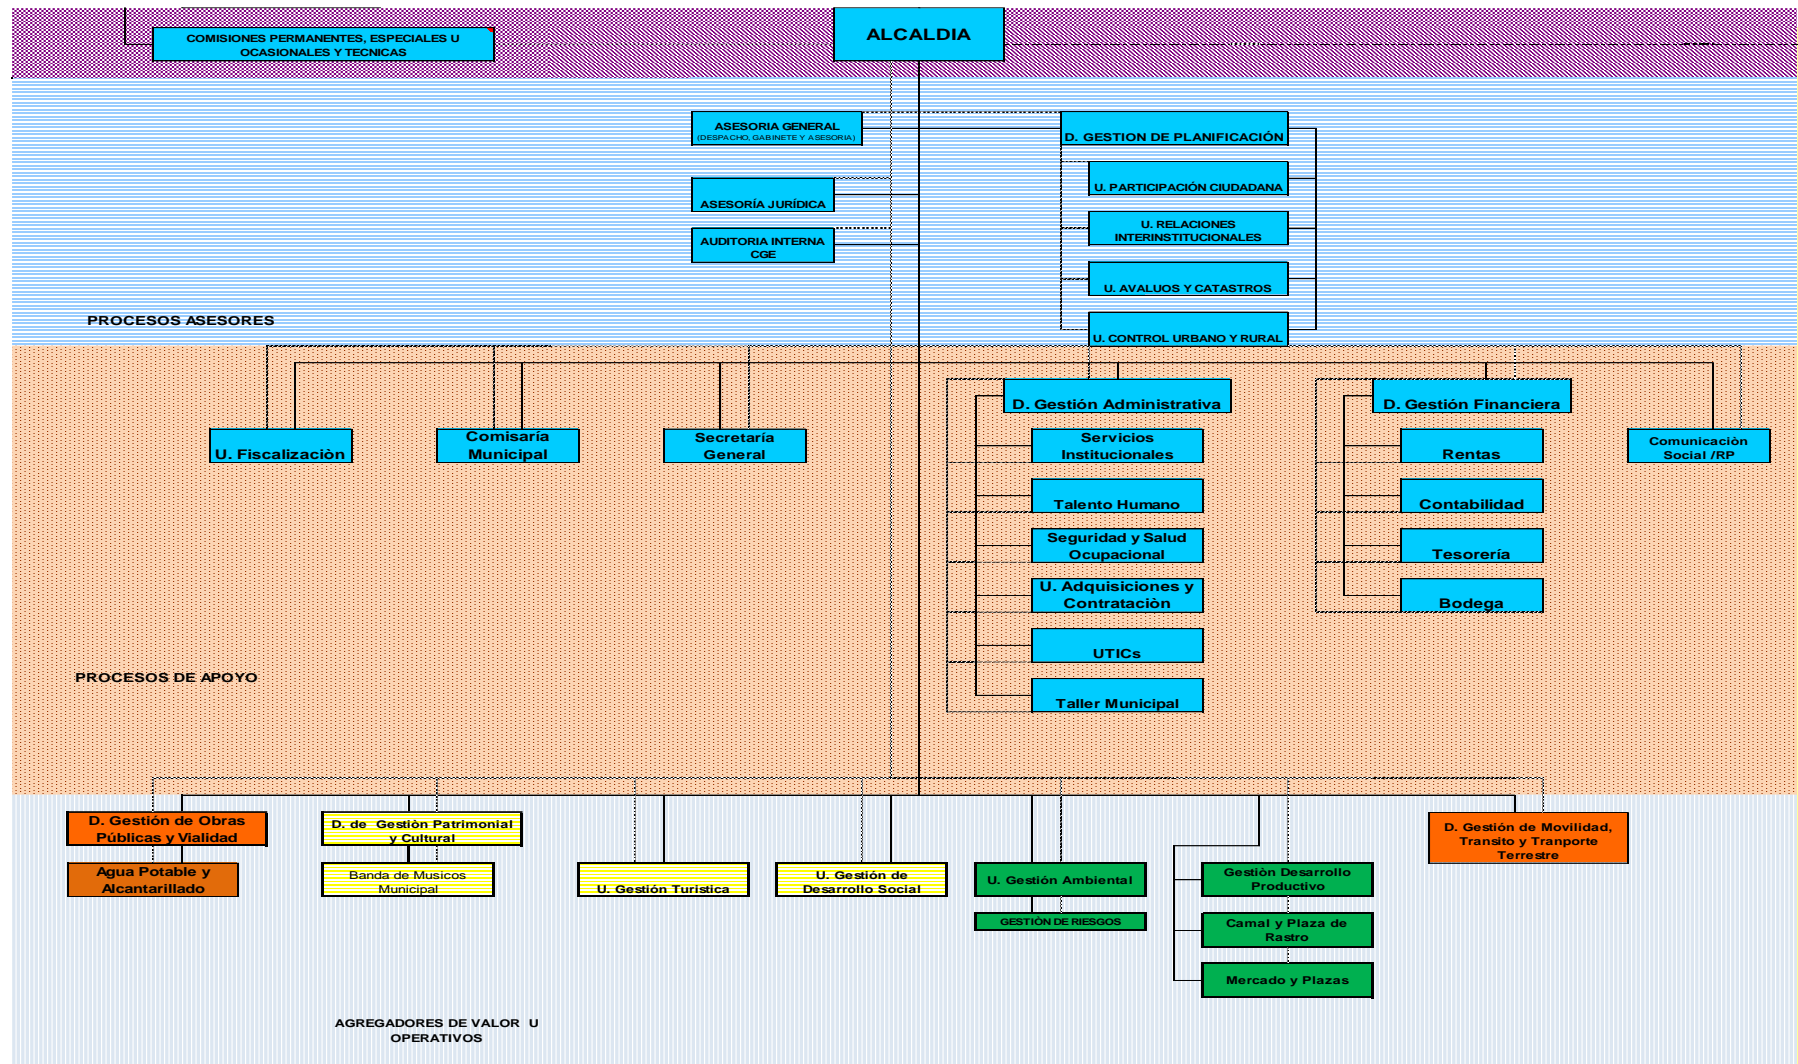 COMISIONES PERMANENTES, ESPECIALES U
OCASIONALES Y TECNICAS
ALCALDIA
ASESORIA GENERAL
(DESPACHO, GABINETE Y ASESORIA)
D. GESTION DE PLANIFICACIÓN
U. PARTICIPACIÓN CIUDADANA
ASESORÍA JURÍDICA
U. RELACIONES
INTERINSTITUCIONALES
AUDITORIA INTERNA
CGE
U. AVALUOS Y CATASTROS
PROCESOS ASESORES
U. CONTROL URBANO Y RURAL
D. Gestión Administrativa
D. Gestión Financiera
U. Fiscalizaciòn
Comisaría
Municipal
Secretaría
General
Servicios
Institucionales
Rentas
Comunicaciòn
Social /RP
Talento Humano
Contabilidad
Seguridad y Salud
Ocupacional
Tesorería
U. Adquisiciones y
Contrataciòn
Bodega
UTICs
PROCESOS DE APOYO
Taller Municipal
D. Gestión de Obras
Públicas y Vialidad
D. de  Gestiòn Patrimonial
y Cultural
D. Gestión de Movilidad,
Transito y Tranporte
Terrestre
Agua Potable y
Alcantarillado
Banda de Musicos
Municipal
U. Gestión Turistica
U. Gestión de
Desarrollo Social
U. Gestión Ambiental
Gestiòn Desarrollo
Productivo
GESTIÒN DE RIESGOS
Camal y Plaza de
Rastro
Mercado y Plazas
AGREGADORES DE VALOR  U
OPERATIVOS